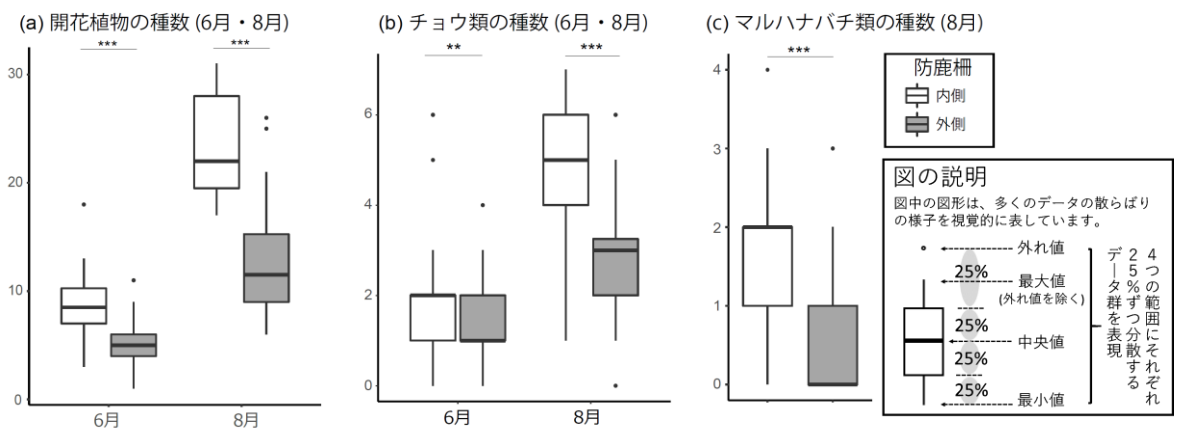 (a) 開花植物の種数 (6月・8月)
***
***
30
20
10
0
6月
8月
(b) チョウ類の種数 (6月・8月)
**
***
6
4
2
0
6月
8月
(c) マルハナバチ類の種数 (8月)
***
4
3
2
1
0
防鹿柵
内側
外側
図の説明
図中の図形は、多くのデータの散らばり
の様子を視覚的に表しています。
外れ値
25%
最大値
(外れ値を除く)
25%
中央値
25%
25%
最小値
4つの範囲にそれぞれ
25%ずつ分散する
データ群を表現